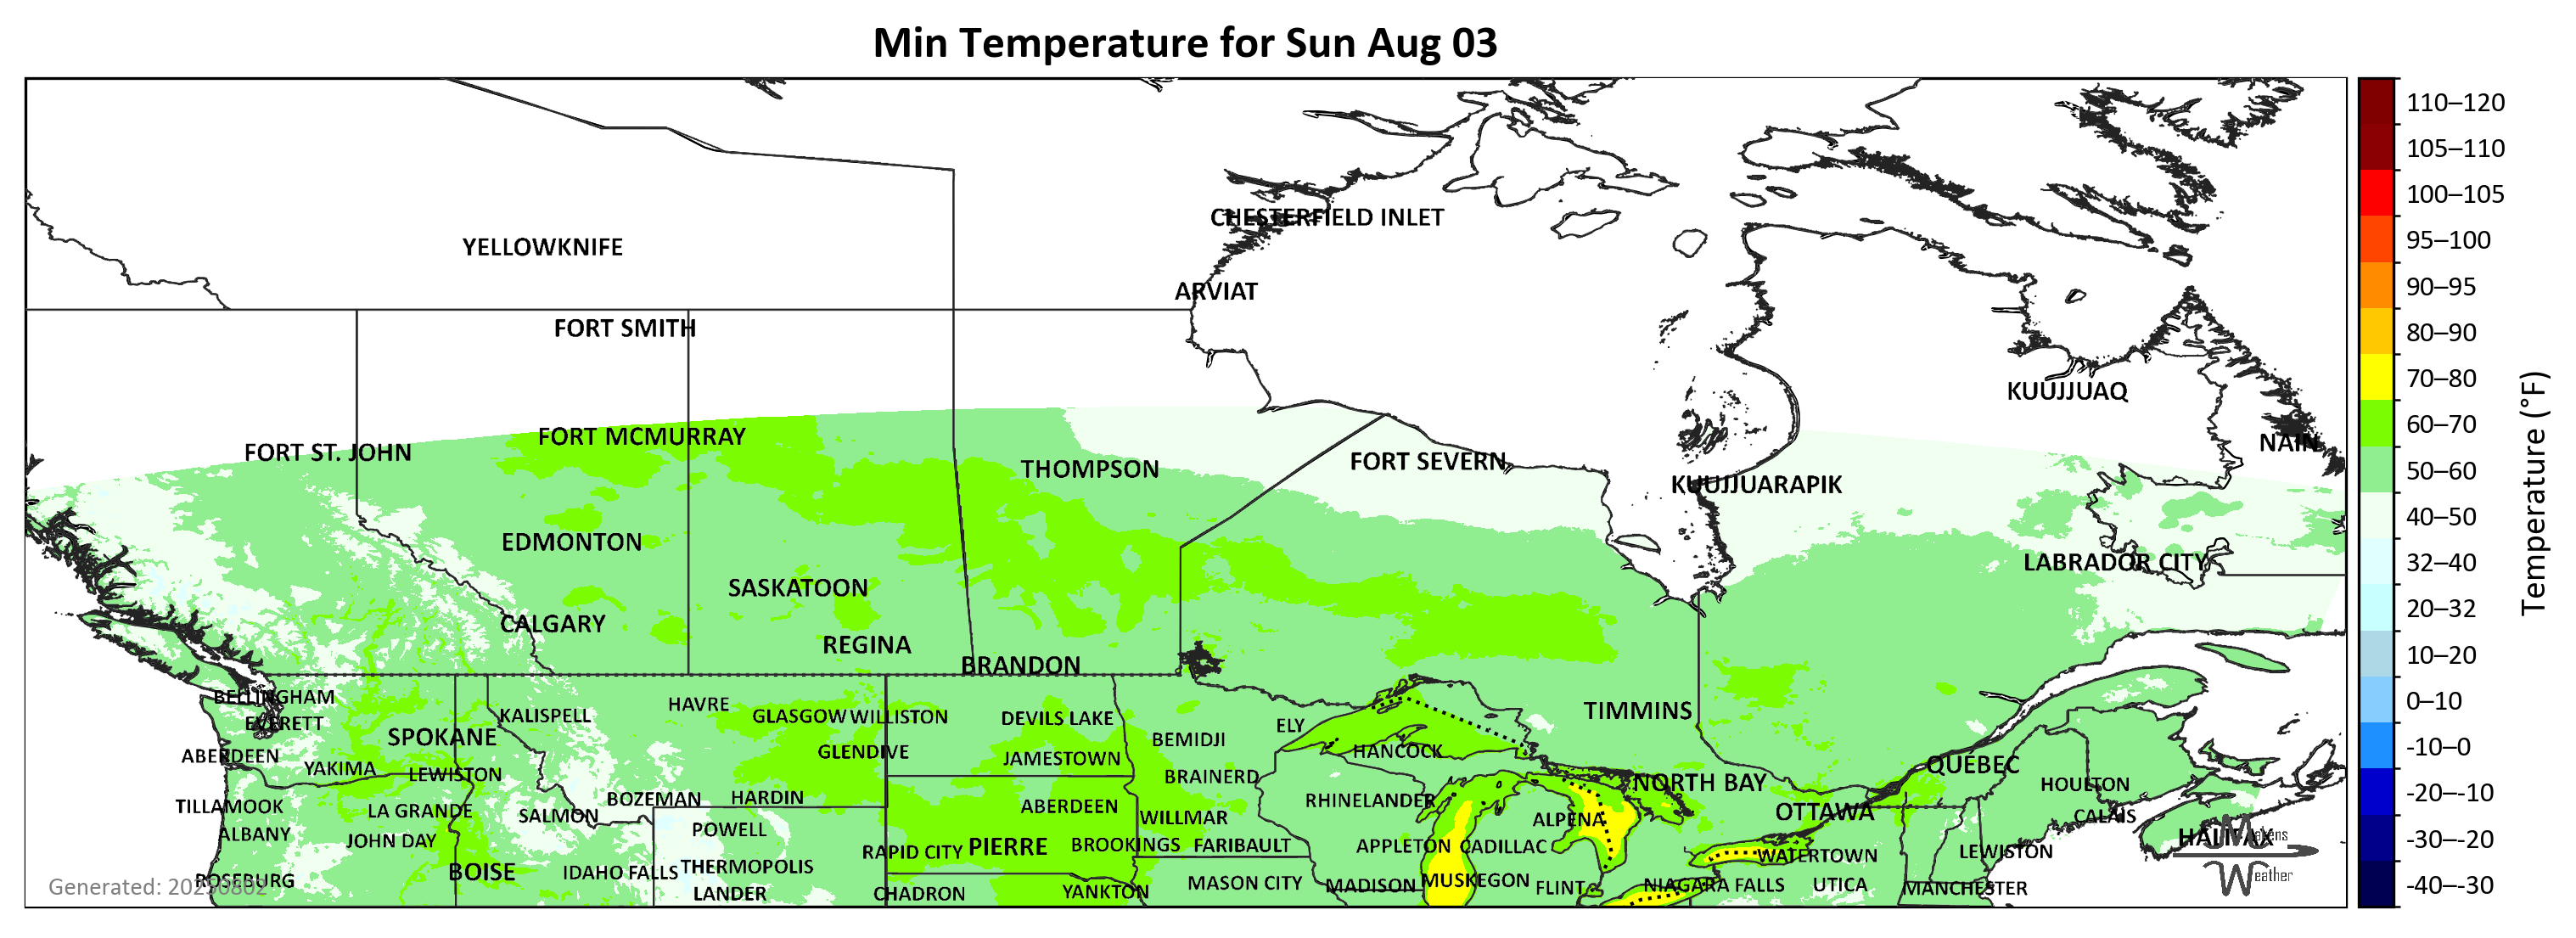 Min Temperature for Sun Aug 03
110–120
105–110
100–105
95–100
90–95
80–90
70–80
60–70
50–60
40–50
32–40
20–32
10–20
0–10
-10–0
-20–-10
-30–-20
-40–-30
Temperature (°F)
CHESTERFIELD INLET
YELLOWKNIFE
ARVIAT
FORT SMITH
KUUJJUAQ
FORT MCMURRAY
NAIN
FORT ST. JOHN
THOMPSON
FORT SEVERN
KUUJJUARAPIK
EDMONTON
LABRADOR CITY
SASKATOON
CALGARY
REGINA
BRANDON
BELLINGHAM
HAVRE
EVERETT
KALISPELL
GLASGOW
WILLISTON
DEVILS LAKE
ELY
TIMMINS
SPOKANE
BEMIDJI
ABERDEEN
GLENDIVE
JAMESTOWN
HANCOCK
YAKIMA
LEWISTON
BRAINERD
NORTH BAY
QUÉBEC
HOULTON
TILLAMOOK
LA GRANDE
SALMON
BOZEMAN
HARDIN
ABERDEEN
WILLMAR
RHINELANDER
ALPENA
OTTAWA
CALAIS
ALBANY
JOHN DAY
POWELL
RAPID CITY
PIERRE
BROOKINGS
FARIBAULT
APPLETON
CADILLAC
WATERTOWN
LEWISTON
HALIFAX
Makens
Weather
ROSEBURG
BOISE
IDAHO FALLS
THERMOPOLIS
LANDER
CHADRON
YANKTON
MASON CITY
MADISON
MUSKEGON
FLINT
NIAGARA FALLS
UTICA
MANCHESTER
Generated: 20250802